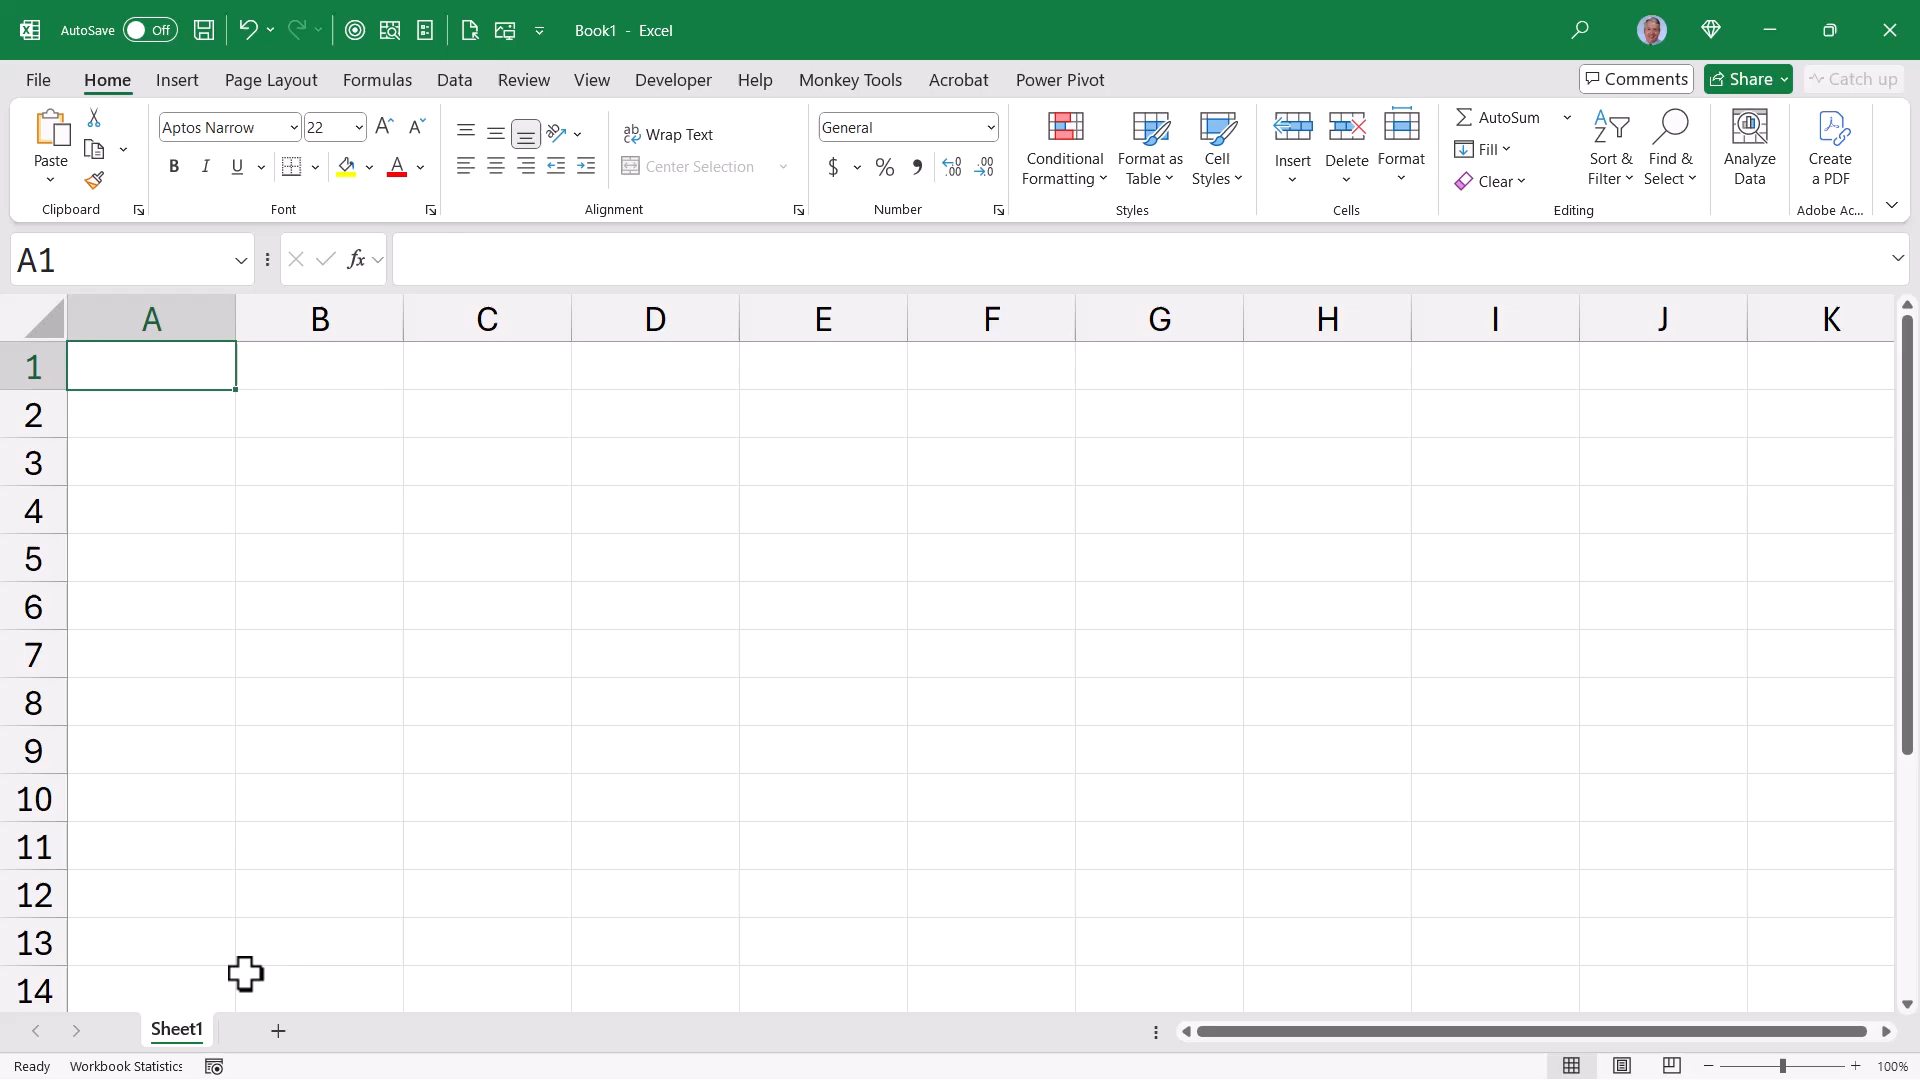 AutoSave Off Book1 - Excel
File Home Insert Page Layout Formulas Data Review View Developer Help Monkey Tools Acrobat Power Pivot Comments Share Catch up
Paste
Clipboard
Aptos Narrow 22
B I U A
Font
Wrap Text
Center Selection
Alignment
General
$ % 9 .00 .00
Number
Conditional Formatting
Format as Table
Cell Styles
Styles
Insert Delete Format
Cells
AutoSum
Fill
Clear
Sort & Filter
Find & Select
Editing
Analyze Data
Create a PDF
Adobe Ac...
A1 fx
A B C D E F G H I J K
1
2
3
4
5
6
7
8
9
10
11
12
13
14
Sheet1
Ready Workbook Statistics 100%